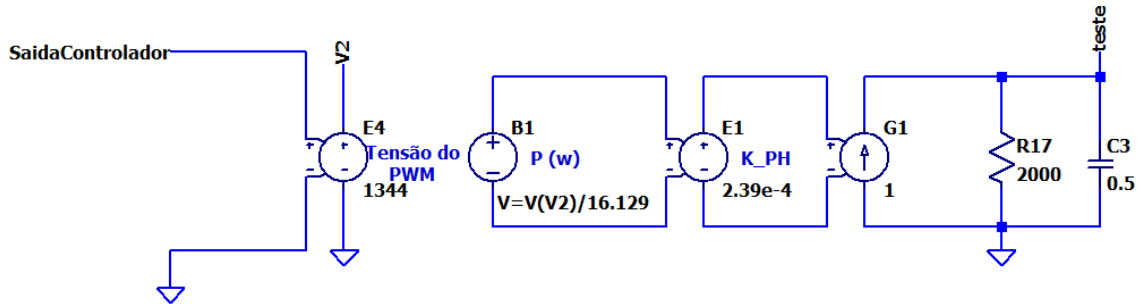 SaidaControlador
V2
E4
Tensão do
PWM
1344
B1
P (w)
V=V(V2)/16.129
E1
K_PH
2.39e-4
G1
1
teste
R17
2000
C3
0.5